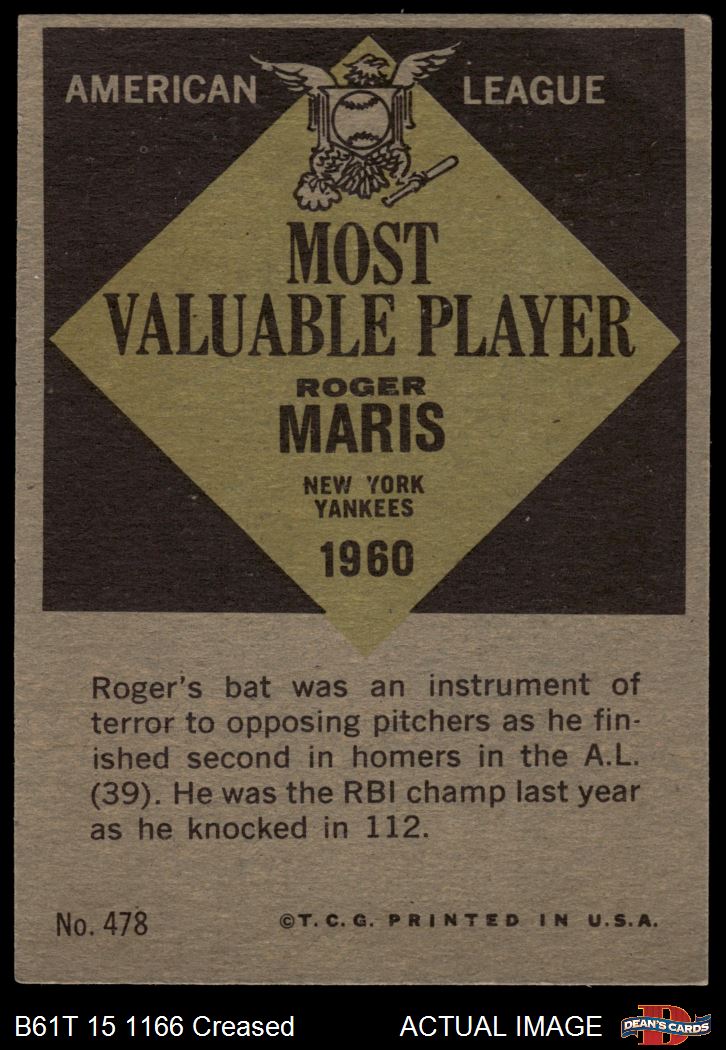 AMERICAN LEAGUE
MOST
VALUABLE PLAYER
ROGER
MARIS
NEW YORK
YANKEES
1960
Roger's bat was an instrument of
terror to opposing pitchers as he fin-
ished second in homers in the A.L.
(39). He was the RBI champ last year
as he knocked in 112.
No. 478 ©T.C.G. PRINTED IN U.S.A.
B61T 15 1166 Creased ACTUAL IMAGE DEAN'S CARDS